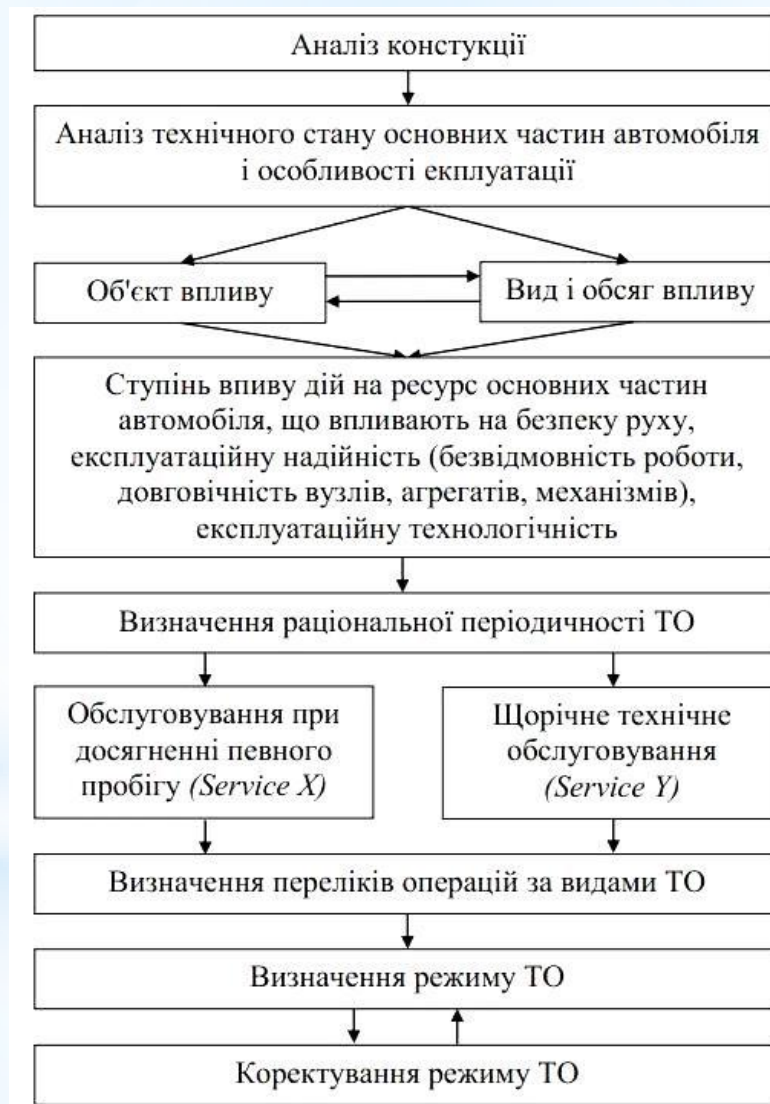 Аналіз констукції
Аналіз технічного стану основних частин автомобіля
і особливості екплуатації
Об'єкт впливу
Вид і обсяг впливу
Ступінь впиву дій на ресурс основних частин
автомобіля, що впливають на безпеку руху,
експлуатаційну надійність (безвідмовність роботи,
довговічність вузлів, агрегатів, механізмів),
експлуатаційну технологічність
Визначення раціональної періодичності ТО
Обслуговування при
досягненні певного
пробігу (Service X)
Щорічне технічне
обслуговування
(Service Y)
Визначення переліків операцій за видами ТО
Визначення режиму ТО
Коректування режиму ТО